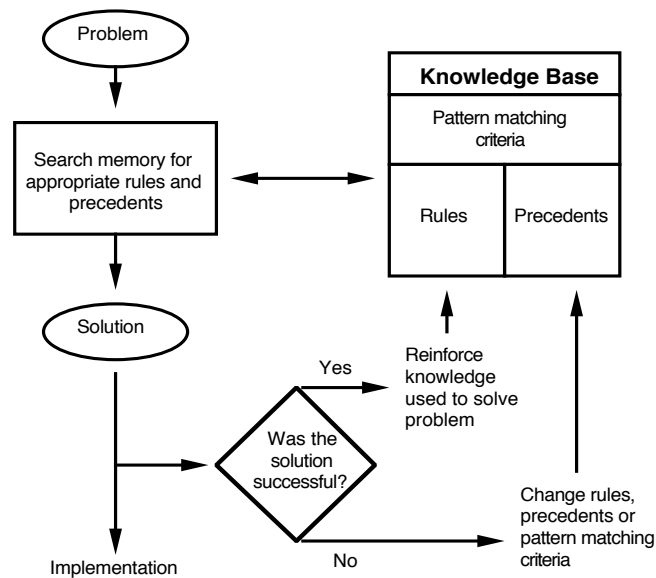 Problem
Knowledge Base
Pattern matching
criteria
Search memory for
appropriate rules and
precedents
Rules
Precedents
Solution
Yes
Reinforce
knowledge
used to solve
problem
Was the
solution
successful?
No
Change rules,
precedents or
pattern matching
criteria
Implementation